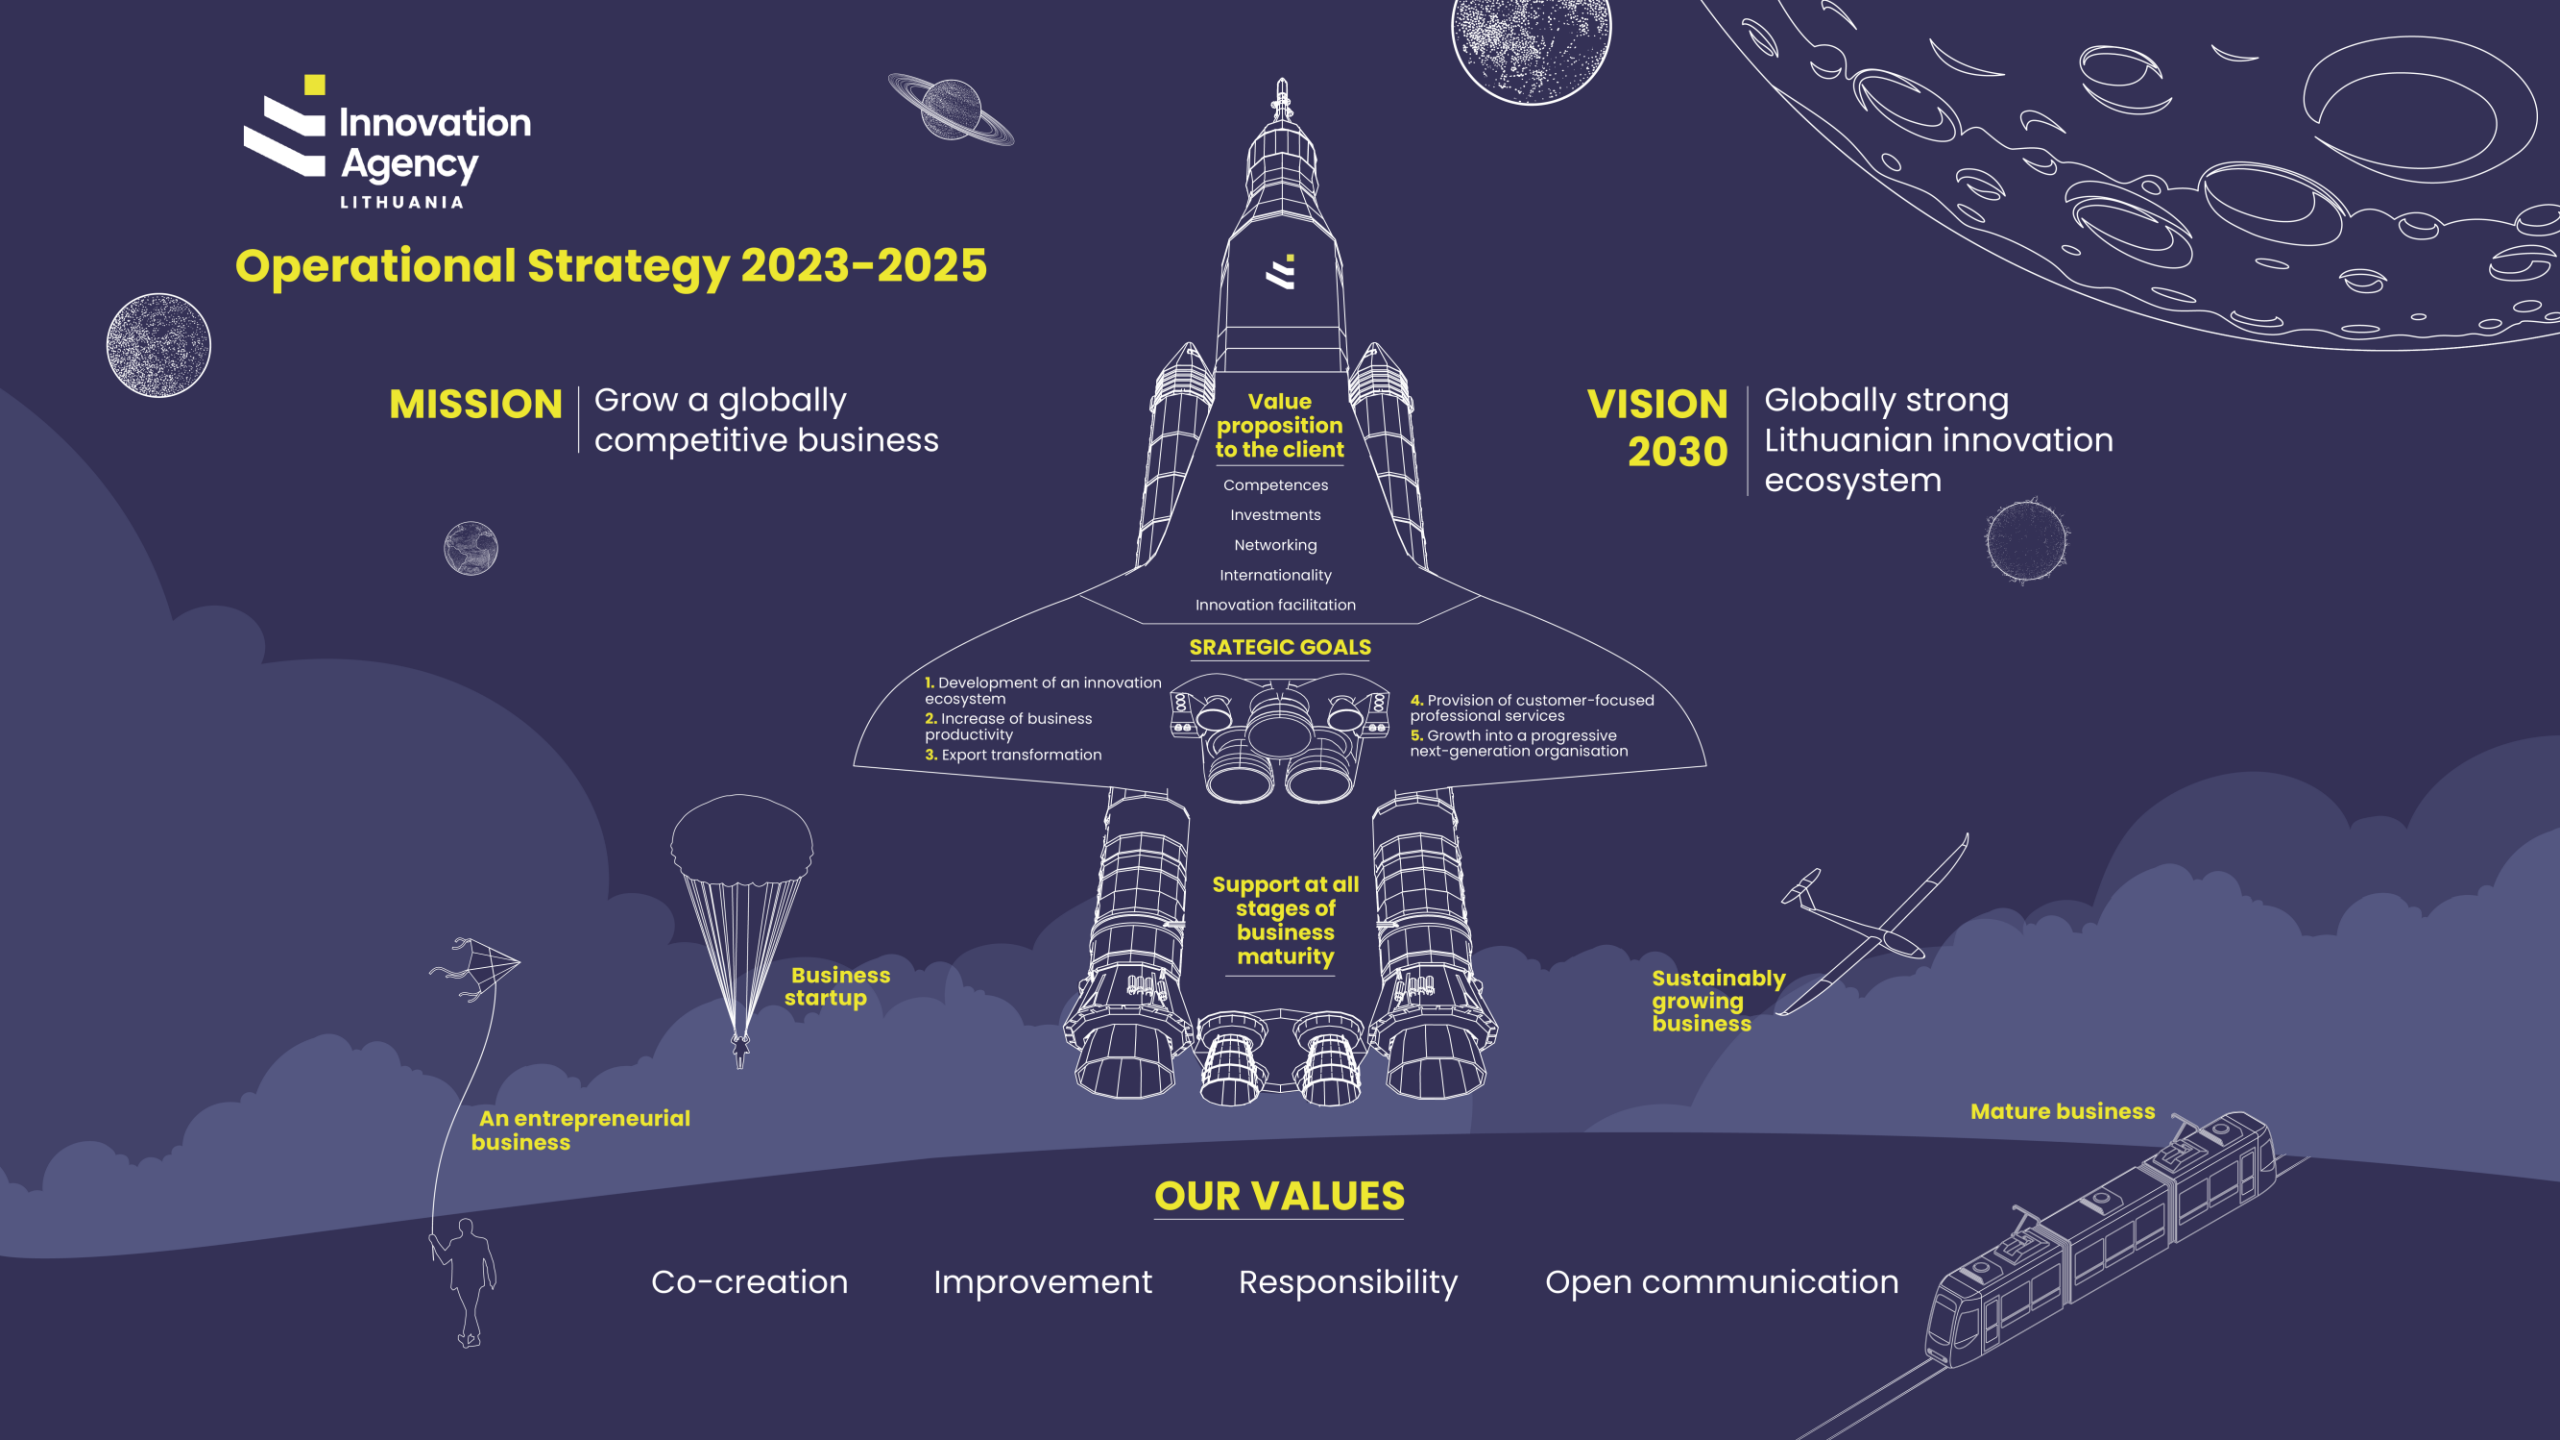 Innovation
Agency
LITHUANIA
Operational Strategy 2023-2025
MISSION
Grow a globally
competitive business
VISION
2030
Globally strong
Lithuanian innovation
ecosystem
Value
proposition
to the client
Competences
Investments
Networking
Internationality
Innovation facilitation
SRATEGIC GOALS
1. Development of an innovation
ecosystem
2. Increase of business
productivity
3. Export transformation
4. Provision of customer-focused
professional services
5. Growth into a progressive
next-generation organisation
Support at all
stages of
business
maturity
An entrepreneurial
business
Business
startup
Sustainably
growing
business
Mature business
OUR VALUES
Co-creation
Improvement
Responsibility
Open communication